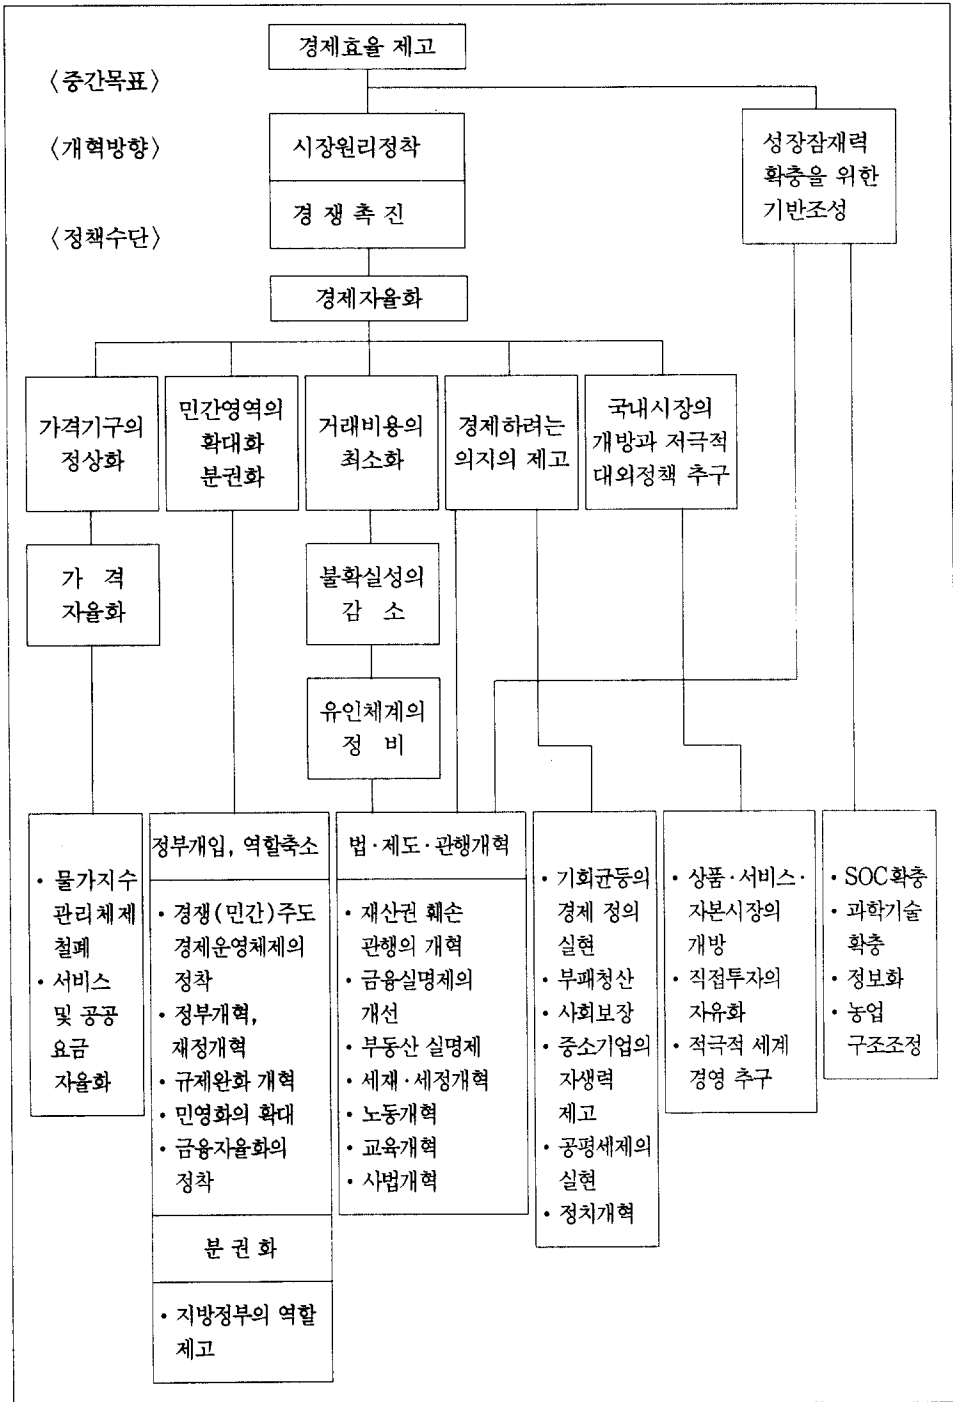 경제효율 제고
〈중간목표〉
〈개혁방향〉
시장원리정착
성장잠재력
확충을 위한
기반조성
경 쟁 촉 진
〈정책수단〉
경제자율화
가격기구의
정상화
민간영역의
확대화
분권화
거래비용의
최소화
경제하려는
의지의 제고
국내시장의
개방과 저극적
대외정책 추구
가 격
자율화
불확실성의
감 소
유인체계의
정 비
• 물가지수
관리체제
철폐
• 서비스
및 공공
요금
자율화
정부개입, 역할축소
• 경쟁(민간)주도
경제운영체제의
정착
• 정부개혁,
재정개혁
• 규제완화 개혁
• 민영화의 확대
• 금융자율화의
정착
분 권 화
• 지방정부의 역할
제고
법·제도·관행개혁
• 재산권 훼손
관행의 개혁
• 금융실명제의
개선
• 부동산 실명제
• 세재·세정개혁
• 노동개혁
• 교육개혁
• 사법개혁
• 기회균등의
경제 정의
실현
• 부패청산
• 사회보장
• 중소기업의
자생력
제고
• 공평세제의
실현
• 정치개혁
• 상품·서비스·
자본시장의
개방
• 직접투자의
자유화
• 적극적 세계
경영 추구
• SOC확충
• 과학기술
확충
• 정보화
• 농업
구조조정